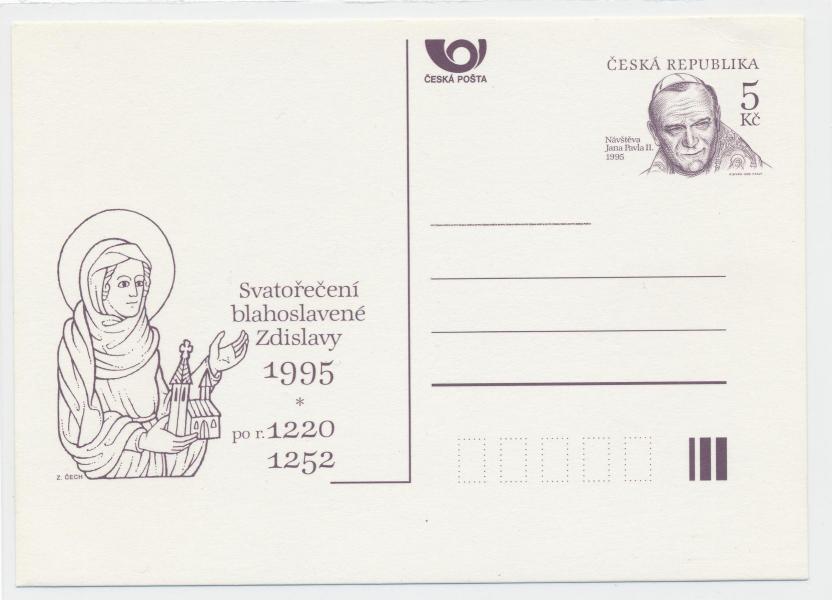 Svatořečení
blahoslavené
Zdislavy
1995
*
po r. 1220
1252
Z. ČECH
ČESKÁ POŠTA
ČESKÁ REPUBLIKA
5
Kč
Návštěva
Jana Pavla II.
1995